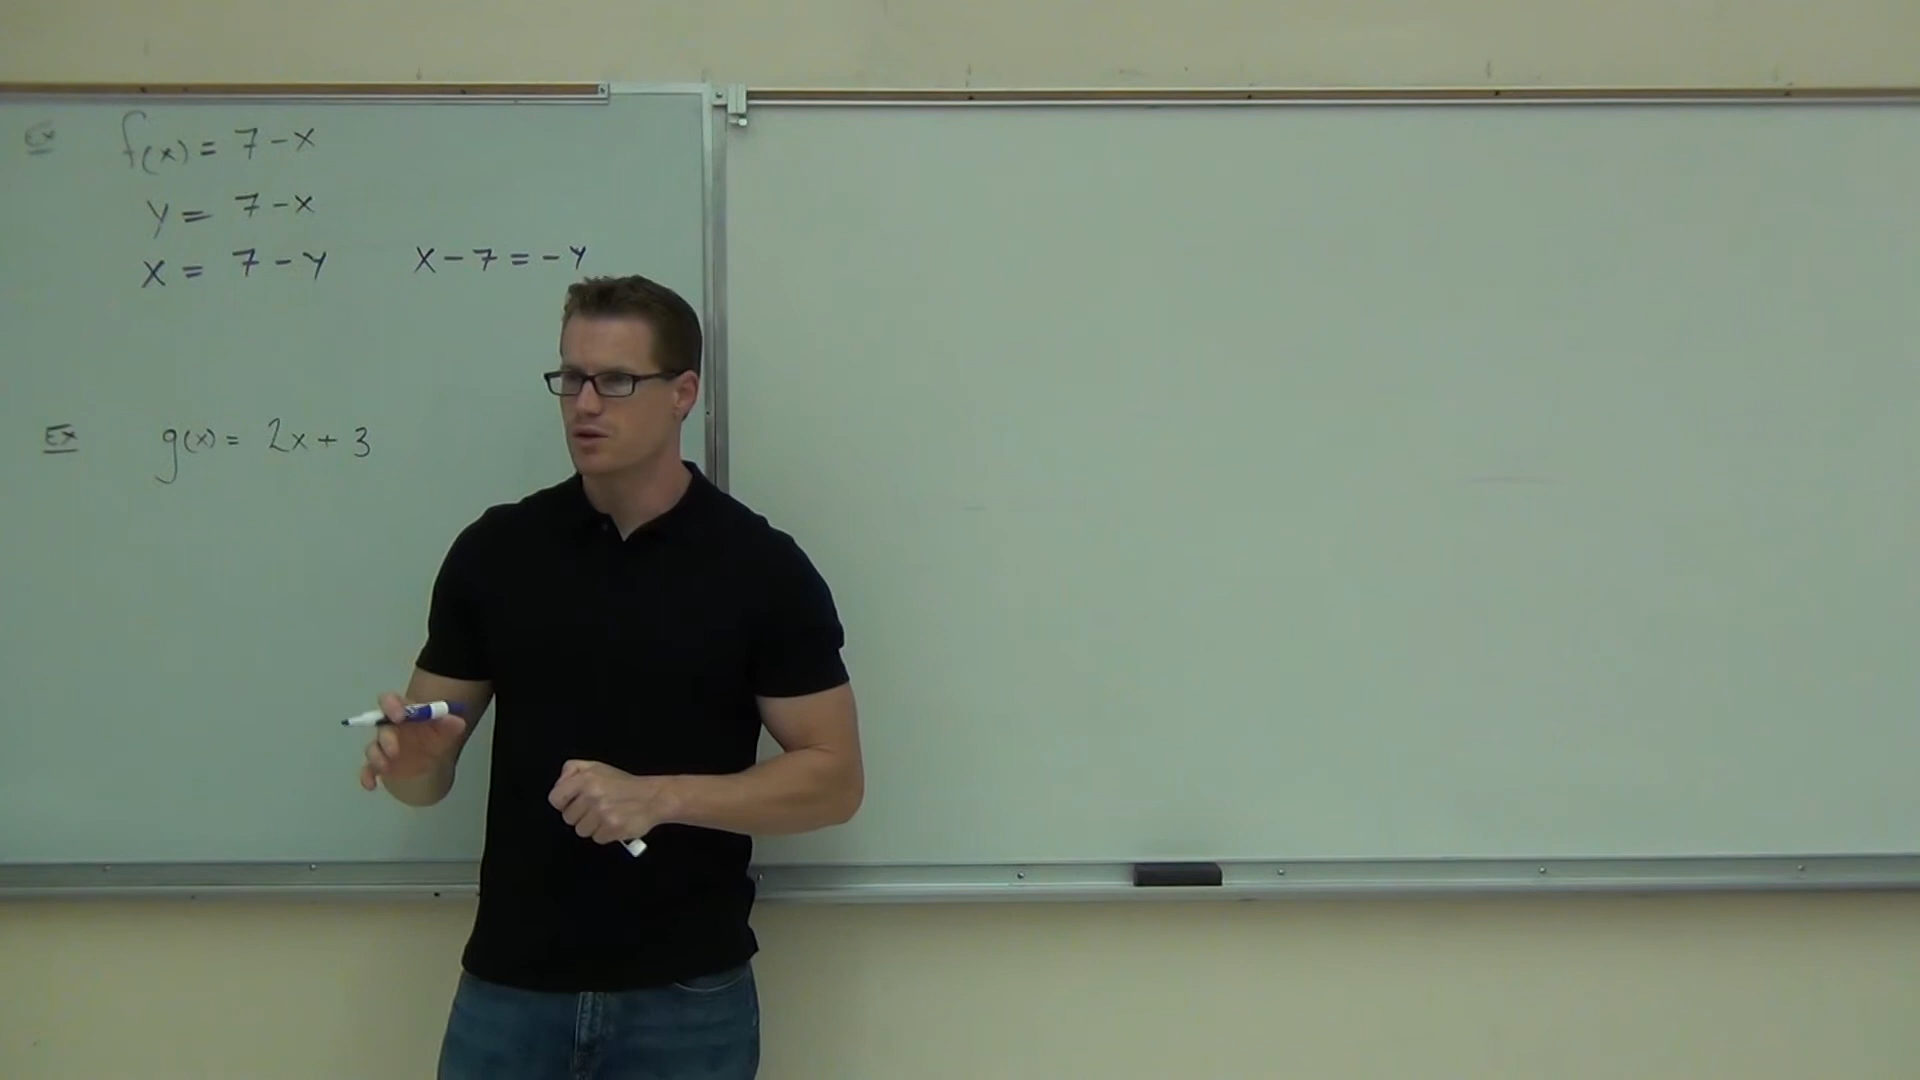 Ex f(x) = 7 - x
y = 7 - x
x = 7 - y x - 7 = - y
Ex g(x) = 2x + 3